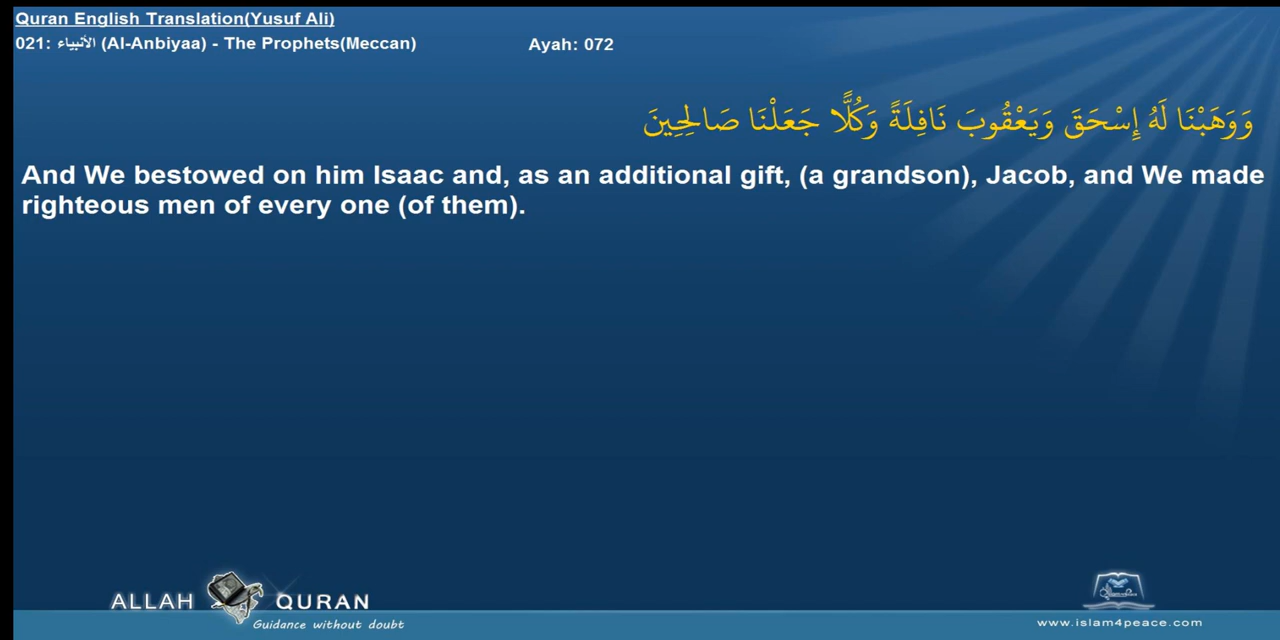 Quran English Translation(Yusuf Ali)
021: الأنبياء (Al-Anbiyaa) - The Prophets(Meccan) Ayah: 072
وَوَهَبْنَا لَهُ إِسْحَقَ وَيَعْقُوبَ نَافِلَةً وَكُلًّا جَعَلْنَا صَالِحِينَ
And We bestowed on him Isaac and, as an additional gift, (a grandson), Jacob, and We made
righteous men of every one (of them).
ALLAH QURAN
Guidance without doubt
www.islam4peace.com